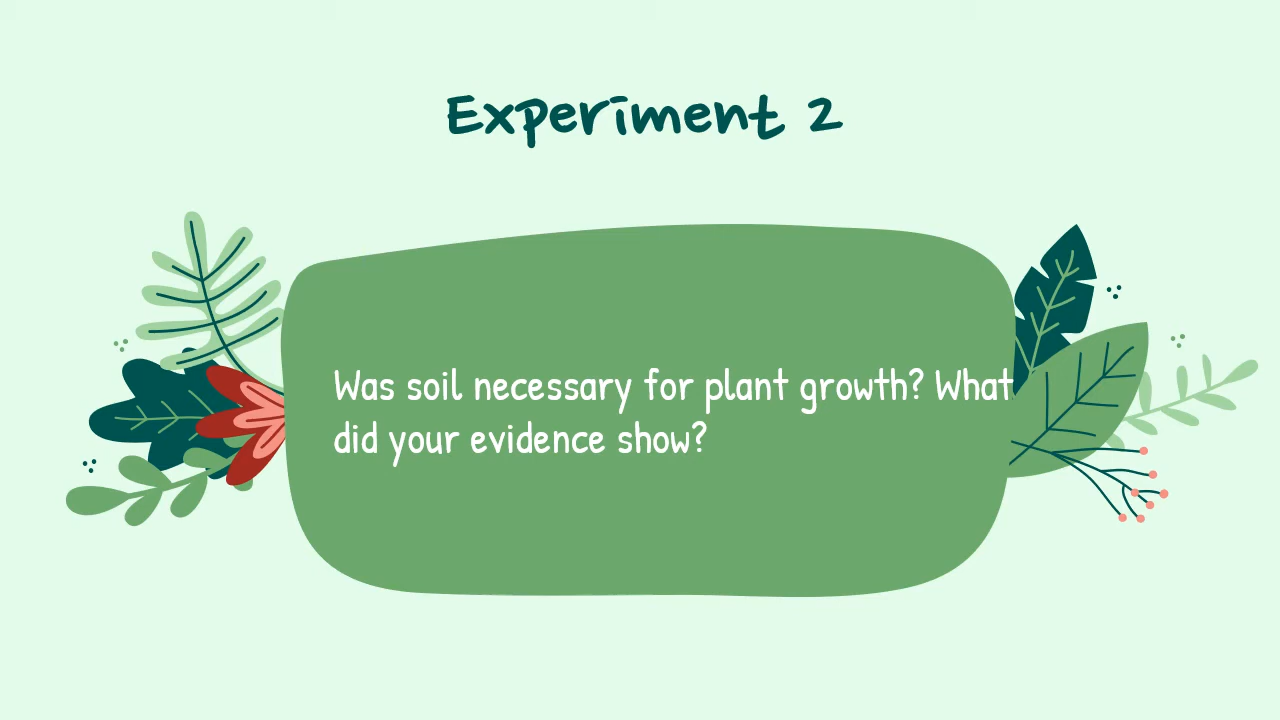 Experiment 2
Was soil necessary for plant growth? What
did your evidence show?